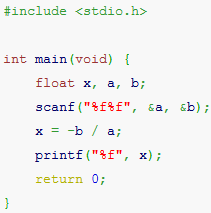 #include <stdio.h>
int main(void) {
float x, a, b;
scanf("%f%f", &a, &b);
x = -b / a;
printf("%f", x);
return 0;
}